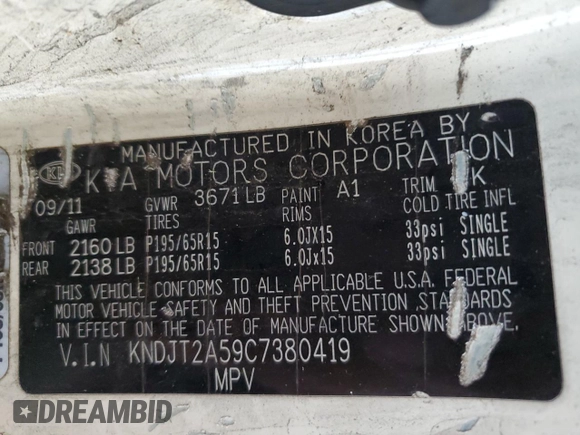 MANUFACTURED IN KOREA BY
KIA MOTORS CORPORATION
09/11 GVWR 3671 LB PAINT A1 TRIM K
GAWR TIRES RIMS COLD TIRE INFL
FRONT 2160 LB P195/65R15 6.0JX15 33psi SINGLE
REAR 2138 LB P195/65R15 6.0Jx15 33psi SINGLE
THIS VEHICLE CONFORMS TO ALL APPLICABLE U.S.A. FEDERAL
MOTOR VEHICLE SAFETY AND THEFT PREVENTION STANDARDS
IN EFFECT ON THE DATE OF MANUFACTURE SHOWN ABOVE.
V.I.N KNDJT2A59C7380419
MPV
DREAMBID